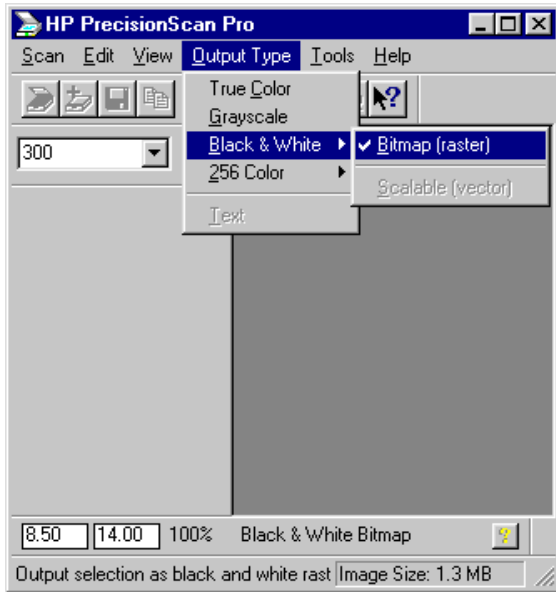 HP PrecisionScan Pro
Scan Edit View Output Type Tools Help
True Color
Grayscale
Black & White
Bitmap (raster)
300
256 Color
Scalable (vector)
Text
8.50 14.00 100% Black & White Bitmap
Output selection as black and white rast Image Size: 1.3 MB